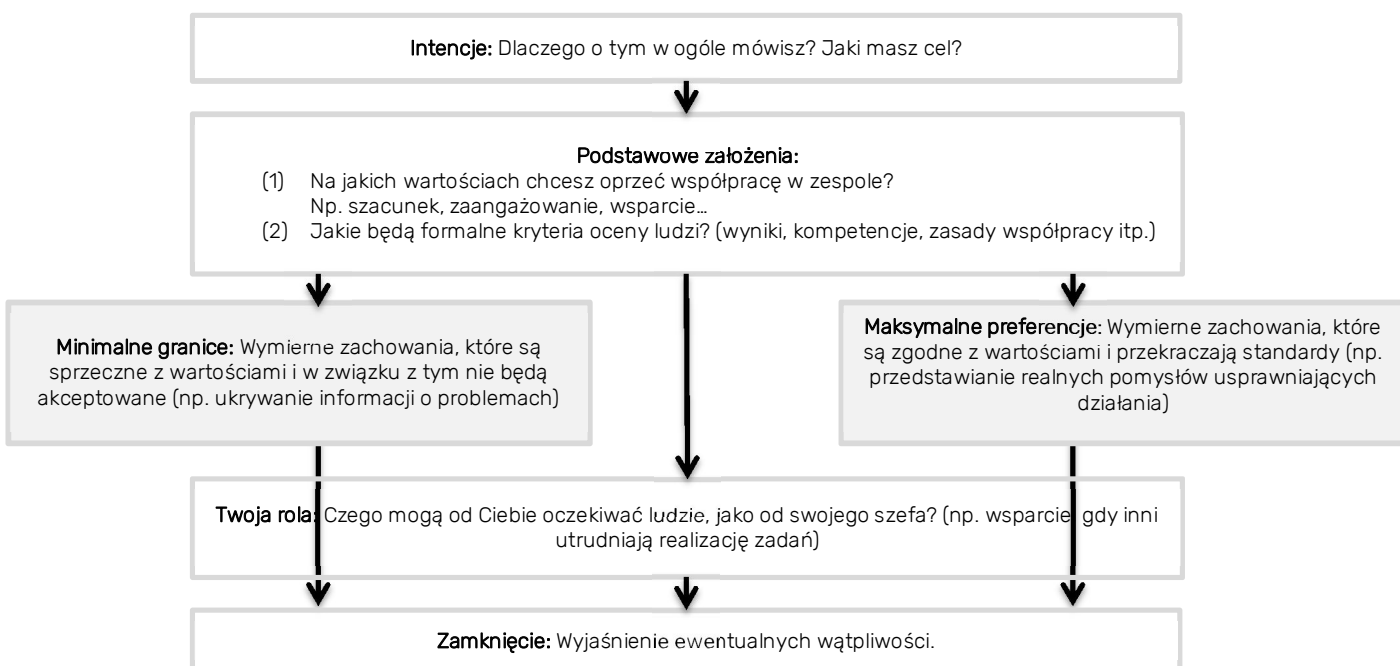 Intencje: Dlaczego o tym w ogóle mówisz? Jaki masz cel?
Podstawowe założenia:
(1) Na jakich wartościach chcesz oprzeć współpracę w zespole?
Np. szacunek, zaangażowanie, wsparcie...
(2) Jakie będą formalne kryteria oceny ludzi? (wyniki, kompetencje, zasady współpracy itp.)
Minimalne granice: Wymierne zachowania, które są
sprzeczne z wartościami i w związku z tym nie będą
akceptowane (np. ukrywanie informacji o problemach)
Maksymalne preferencje: Wymierne zachowania, które
są zgodne z wartościami i przekraczają standardy (np.
przedstawianie realnych pomysłów usprawniających
działania)
Twoja rola: Czego mogą od Ciebie oczekiwać ludzie, jako od swojego szefa? (np. wsparcie, gdy inni
utrudniają realizację zadań)
Zamknięcie: Wyjaśnienie ewentualnych wątpliwości.